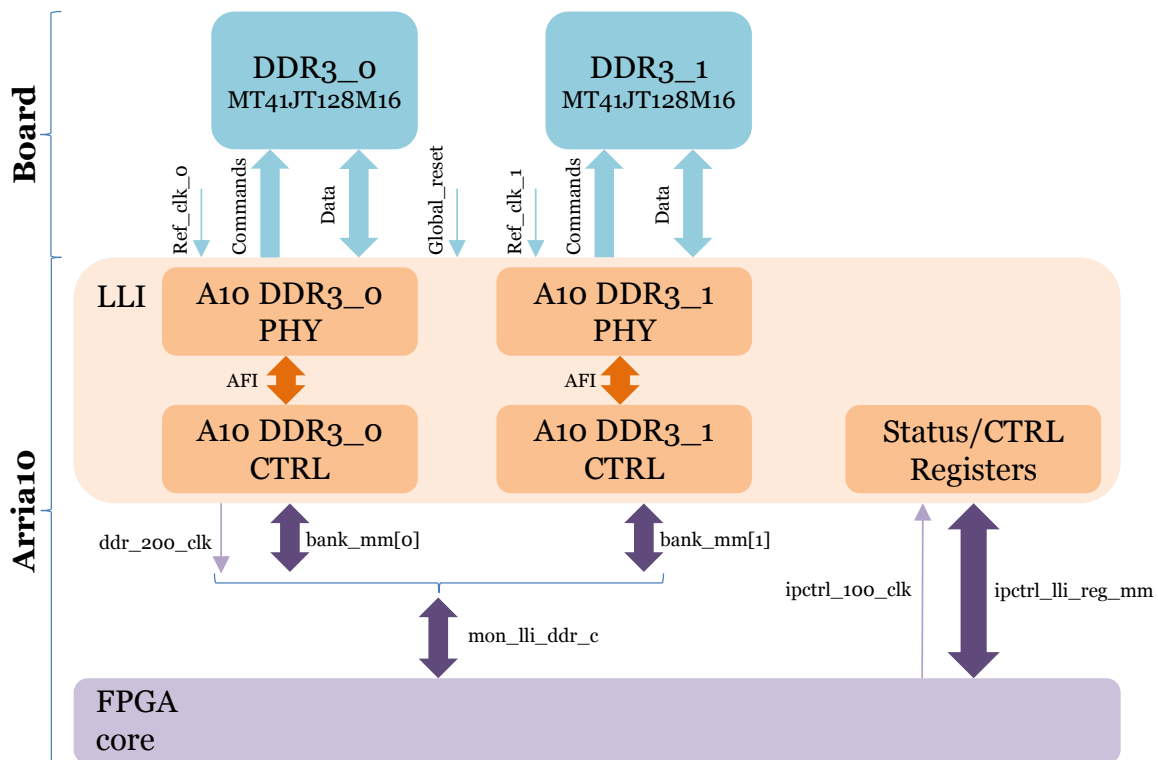 Board
DDR3_0
MT41JT128M16
DDR3_1
MT41JT128M16
Ref_clk_0
Commands
Data
Global_reset
Ref_clk_1
Commands
Data
Arria10
LLI
A10 DDR3_0
PHY
A10 DDR3_1
PHY
AFI
AFI
A10 DDR3_0
CTRL
A10 DDR3_1
CTRL
Status/CTRL
Registers
ddr_200_clk
bank_mm[0]
bank_mm[1]
ipctrl_100_clk
ipctrl_lli_reg_mm
mon_lli_ddr_c
FPGA
core